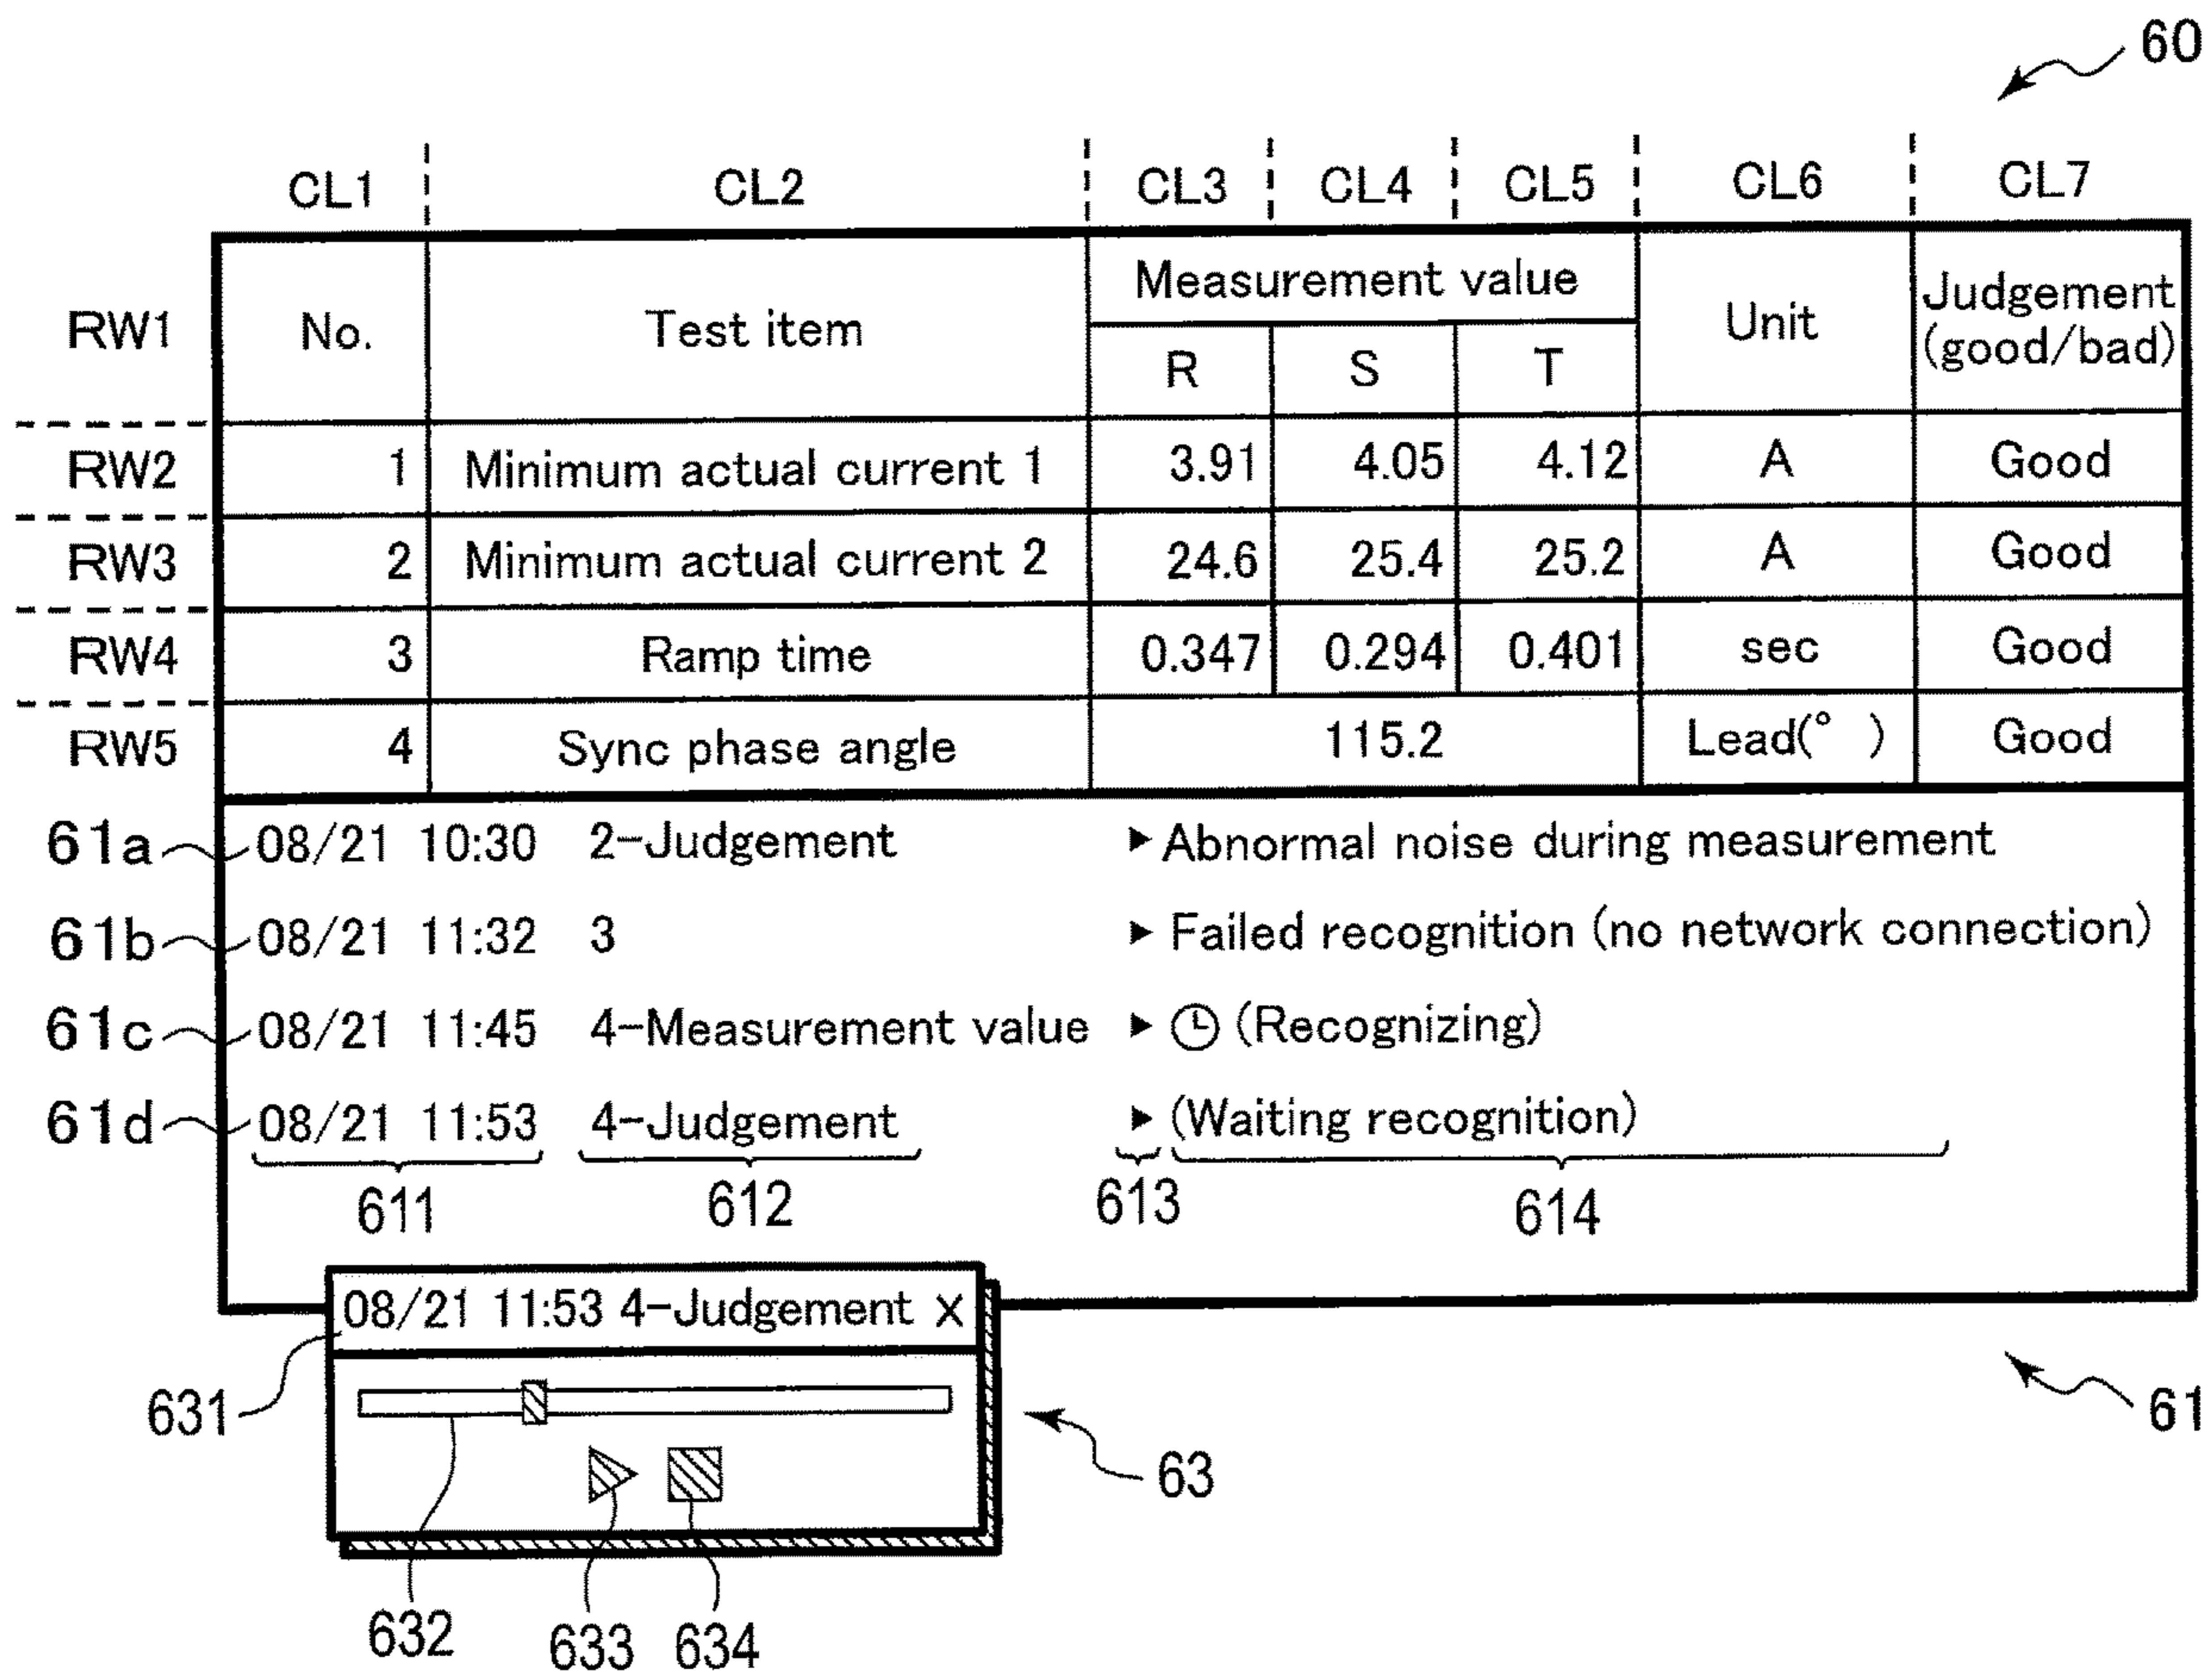 60
CL1 CL2 CL3 CL4 CL5 CL6 CL7
RW1 No. Test item Measurement value Unit Judgement (good/bad)
R S T
RW2 1 Minimum actual current 1 3.91 4.05 4.12 A Good
RW3 2 Minimum actual current 2 24.6 25.4 25.2 A Good
RW4 3 Ramp time 0.347 0.294 0.401 sec Good
RW5 4 Sync phase angle 115.2 Lead(° ) Good
61a 08/21 10:30 2-Judgement ▶ Abnormal noise during measurement
61b 08/21 11:32 3 ▶ Failed recognition (no network connection)
61c 08/21 11:45 4-Measurement value ▶ (Recognizing)
61d 08/21 11:53 4-Judgement ▶ (Waiting recognition)
611 612 613 614
08/21 11:53 4-Judgement X
631 61
63
632 633 634